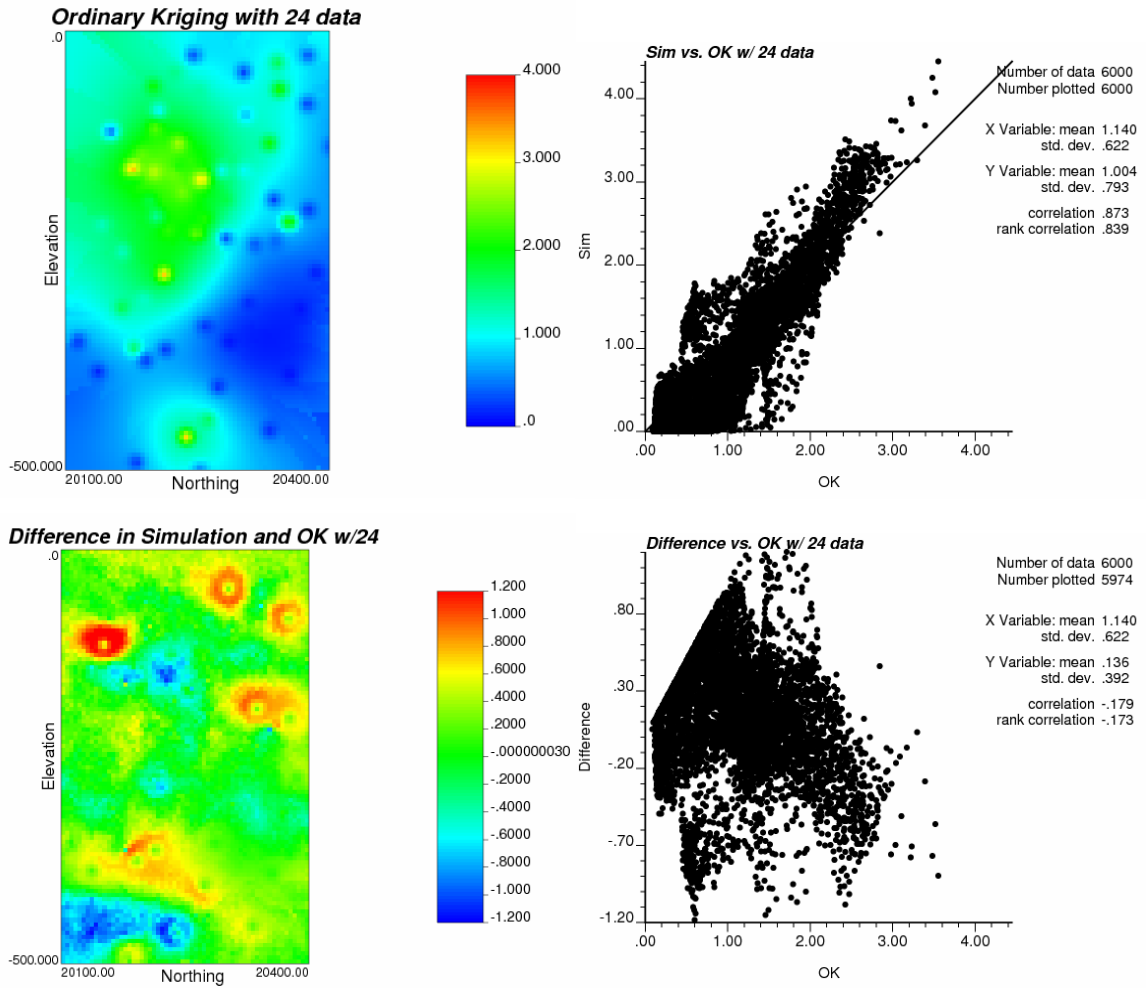 Ordinary Kriging with 24 data
.0
Elevation
-500.000
20100.00
Northing
20400.00
4.000
3.000
2.000
1.000
.0
Sim vs. OK w/ 24 data
Number of data 6000
Number plotted 6000
X Variable: mean 1.140
std. dev. .622
Y Variable: mean 1.004
std. dev. .793
correlation .873
rank correlation .839
Sim
4.00
3.00
2.00
1.00
.00
.00 1.00 2.00 3.00 4.00
OK
Difference in Simulation and OK w/24
.0
Elevation
-500.000
20100.00
Northing
20400.00
1.200
1.000
.8000
.6000
.4000
.2000
-.000000030
-.2000
-.4000
-.6000
-.8000
-1.000
-1.200
Difference vs. OK w/ 24 data
Number of data 6000
Number plotted 5974
X Variable: mean 1.140
std. dev. .622
Y Variable: mean .136
std. dev. .392
correlation -.179
rank correlation -.173
Difference
.80
.30
-.20
-.70
-1.20
.00 1.00 2.00 3.00 4.00
OK